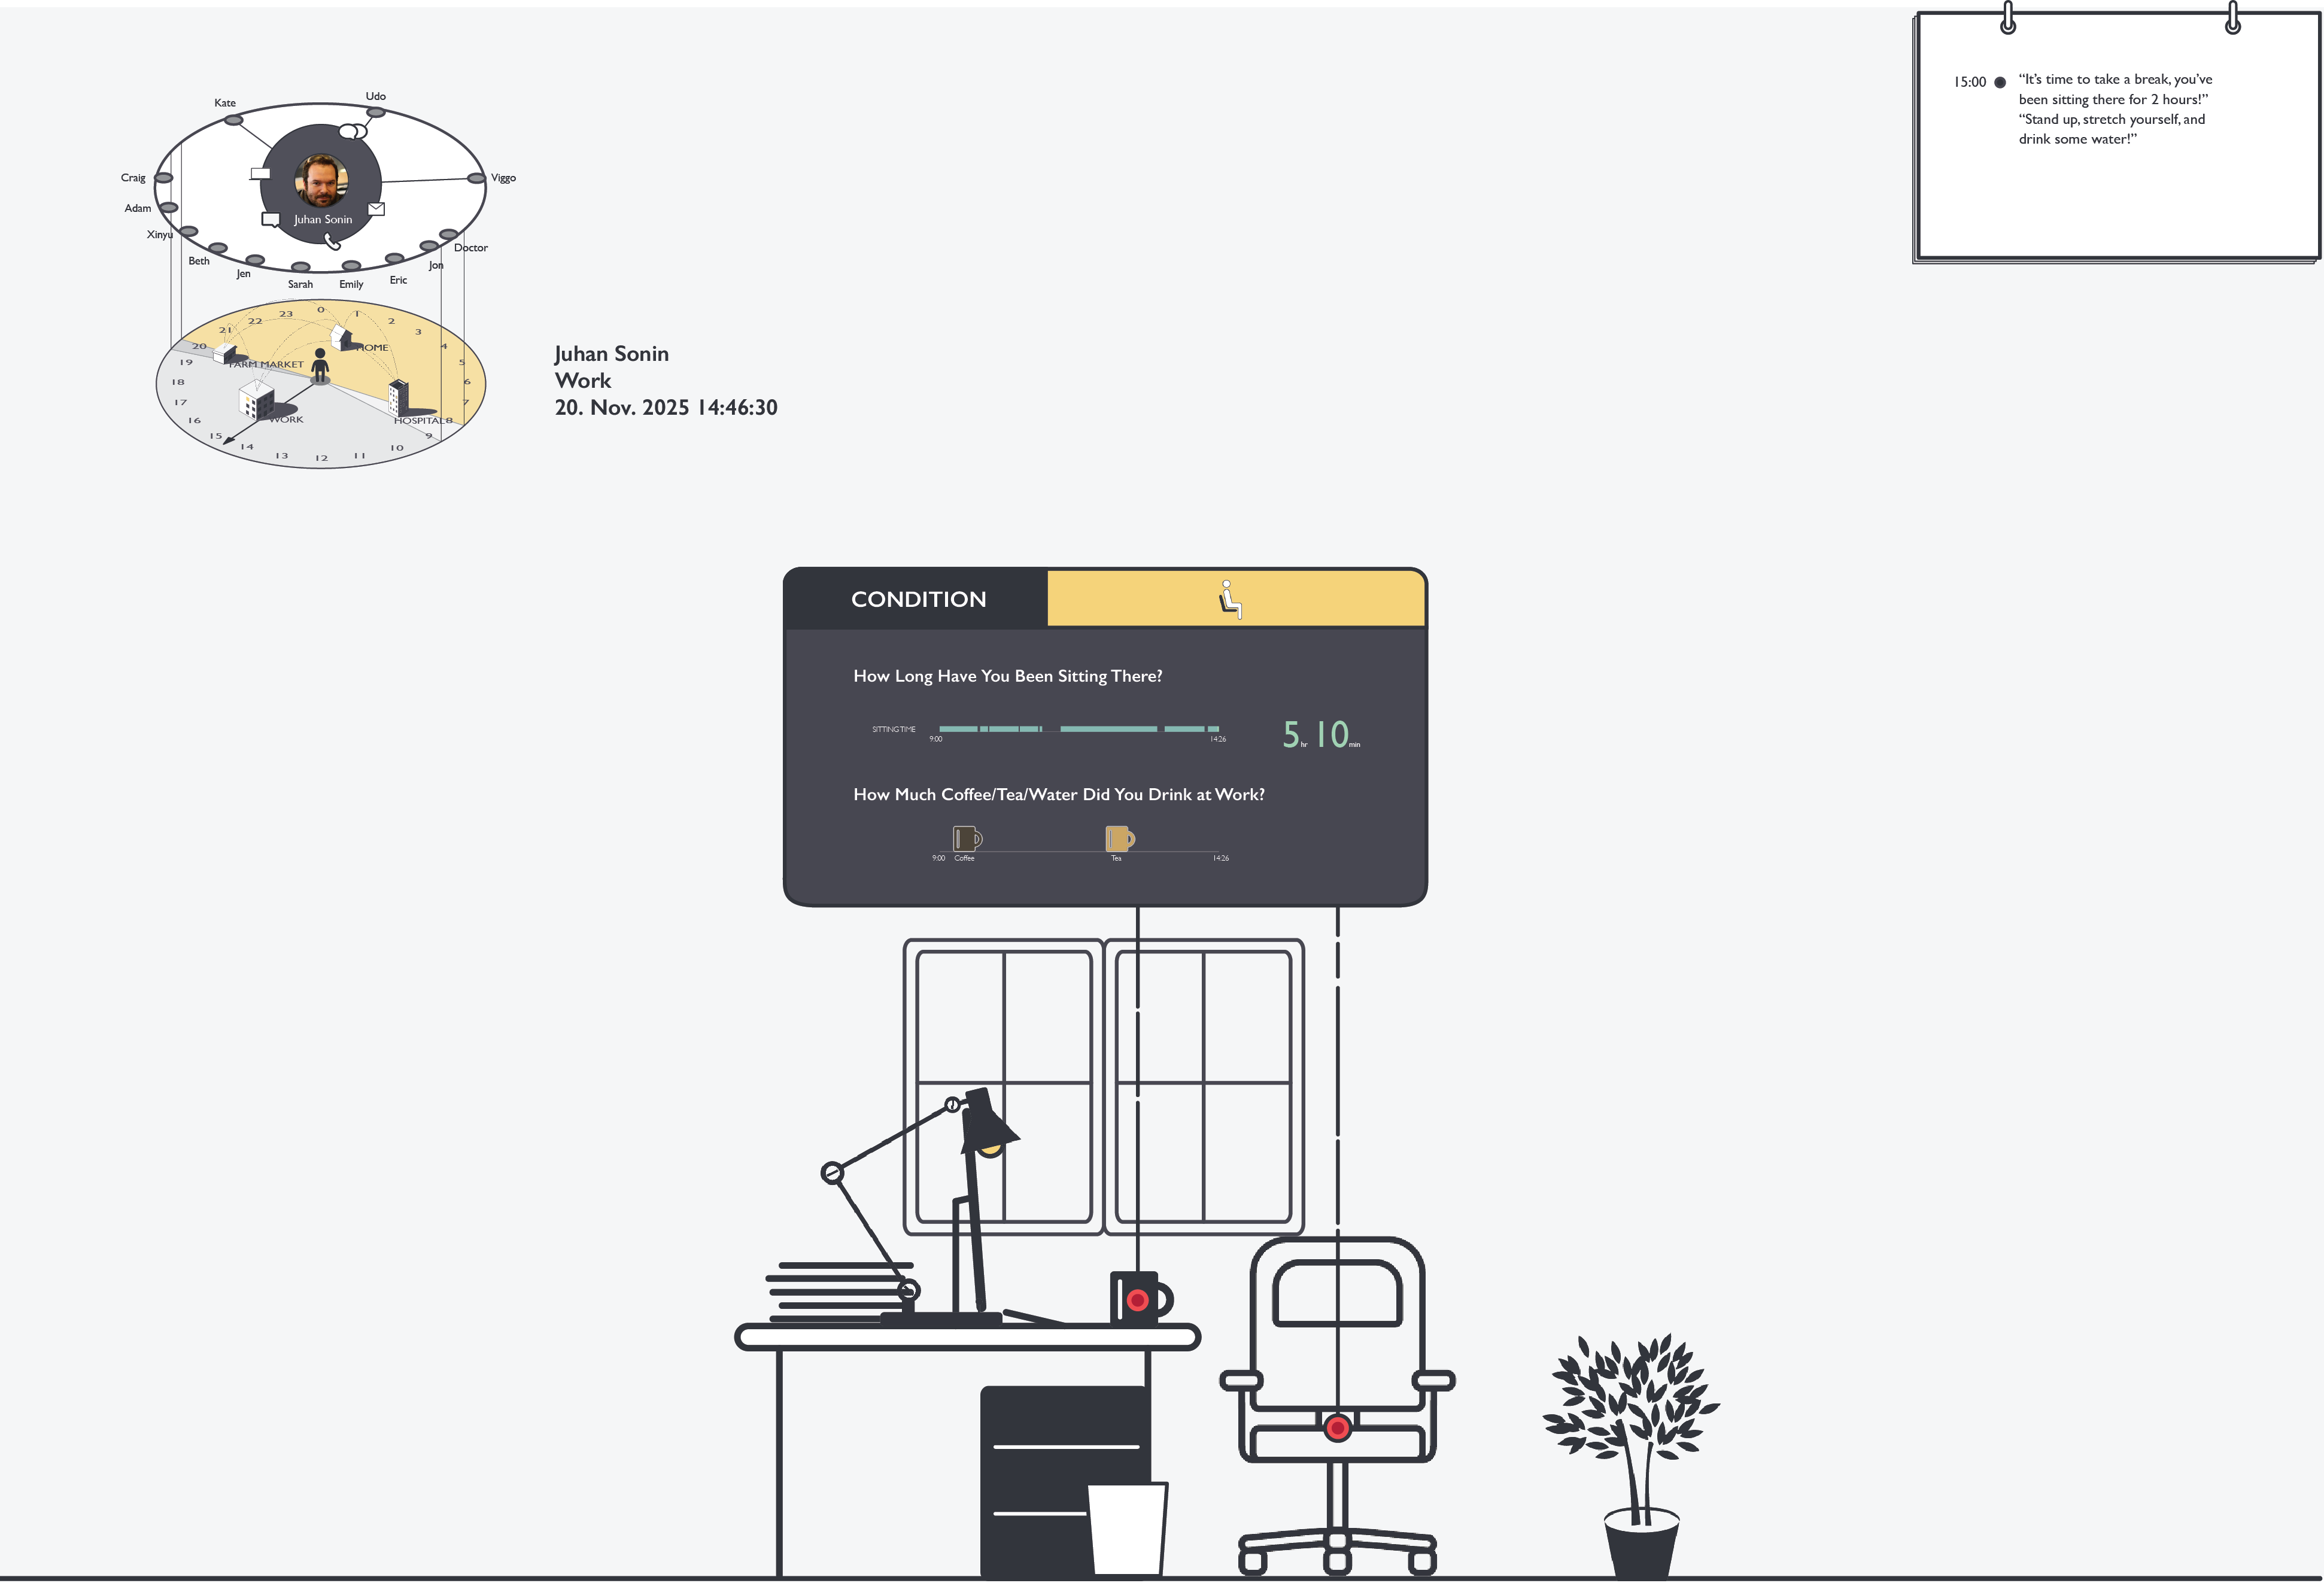 Kate
Udo
Craig
Viggo
Adam
Juhan Sonin
Xinyu
Doctor
Beth
Jon
Jen
Eric
Sarah
Emily
0
1
2
3
4
5
6
7
8
9
10
11
12
13
14
15
16
17
18
19
20
21
22
23
HOME
FARM MARKET
WORK
HOSPITAL
Juhan Sonin
Work
20. Nov. 2025 14:46:30
15:00
“It’s time to take a break, you’ve
been sitting there for 2 hours!”
“Stand up, stretch yourself, and
drink some water!”
CONDITION
How Long Have You Been Sitting There?
SITTING TIME
9:00
14:26
5 hr 10 min
How Much Coffee/Tea/Water Did You Drink at Work?
9:00
Coffee
Tea
14:26